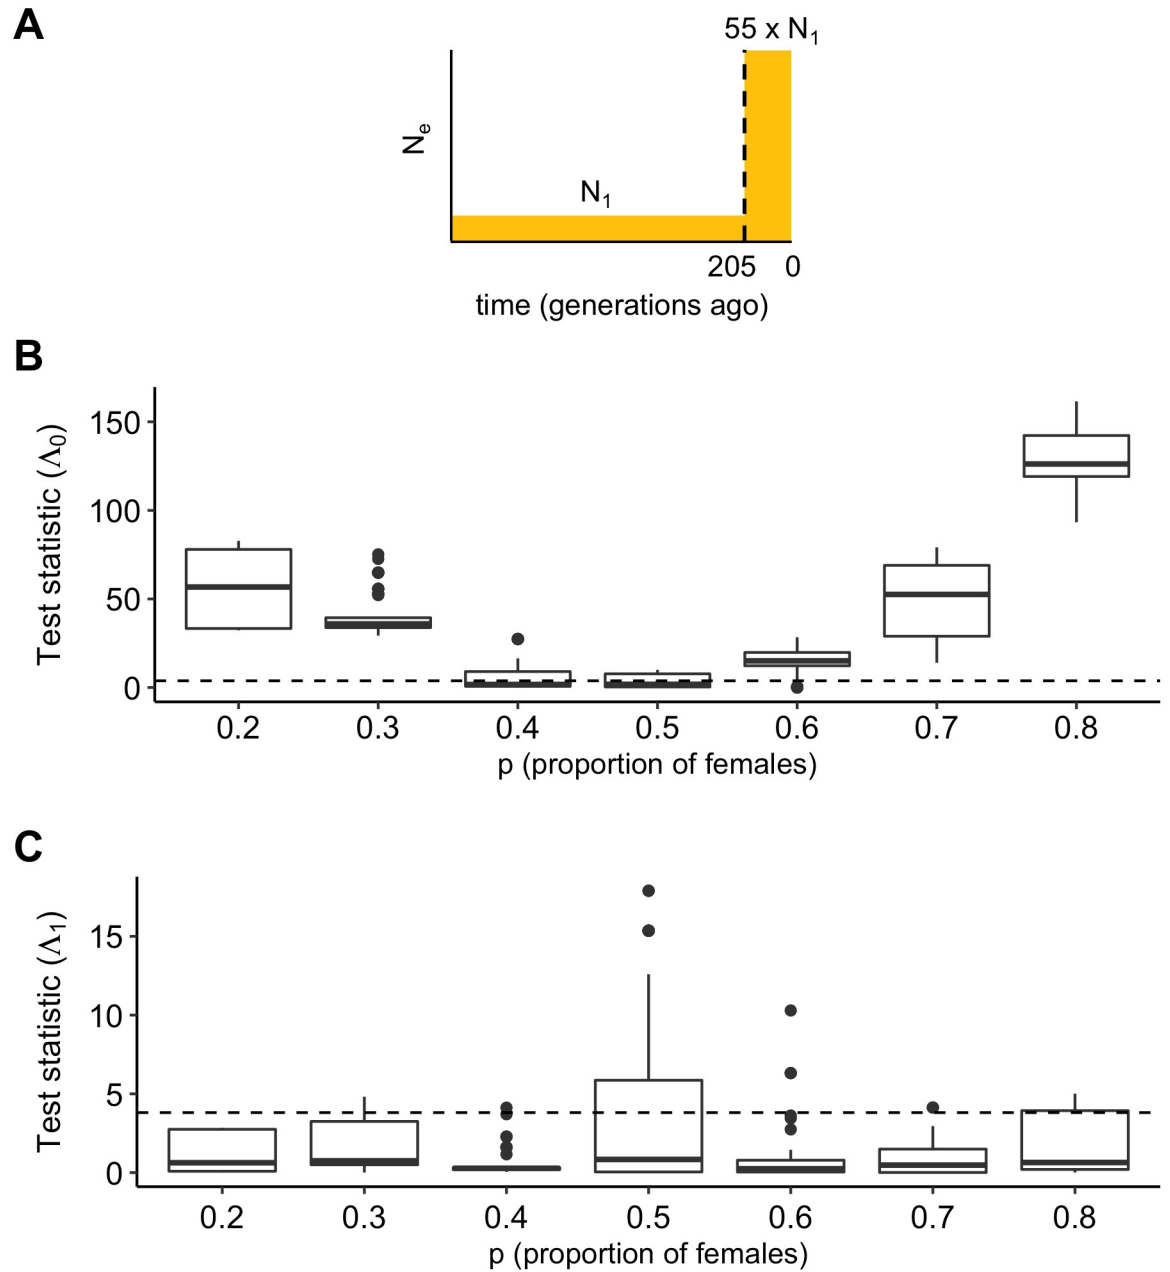 A
55 x N₁
Nₑ
N₁
205 0
time (generations ago)
B
Test statistic (Λ₀)
150
100
50
0
0.2 0.3 0.4 0.5 0.6 0.7 0.8
p (proportion of females)
C
Test statistic (Λ₁)
15
10
5
0
0.2 0.3 0.4 0.5 0.6 0.7 0.8
p (proportion of females)